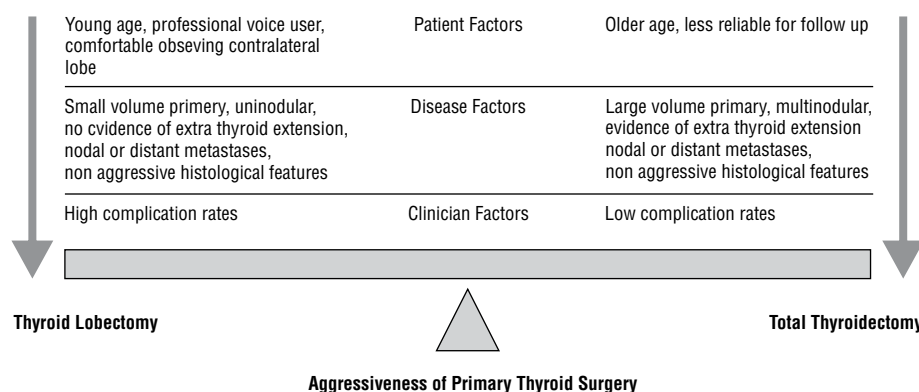 Young age, professional voice user,
comfortable obseving contralateral
lobe
Patient Factors
Older age, less reliable for follow up
Small volume primery, uninodular,
no cvidence of extra thyroid extension,
nodal or distant metastases,
non aggressive histological features
Disease Factors
Large volume primary, multinodular,
evidence of extra thyroid extension
nodal or distant metastases,
non aggressive histological features
High complication rates
Clinician Factors
Low complication rates
Thyroid Lobectomy
Total Thyroidectomy
Aggressiveness of Primary Thyroid Surgery